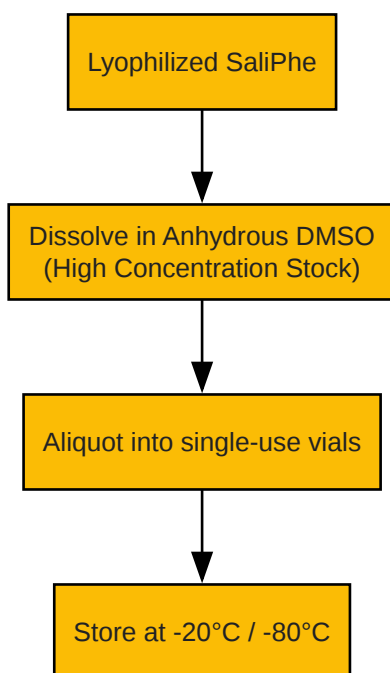 Lyophilized SaliPhe
Dissolve in Anhydrous DMSO
(High Concentration Stock)
Aliquot into single-use vials
Store at -20°C / -80°C